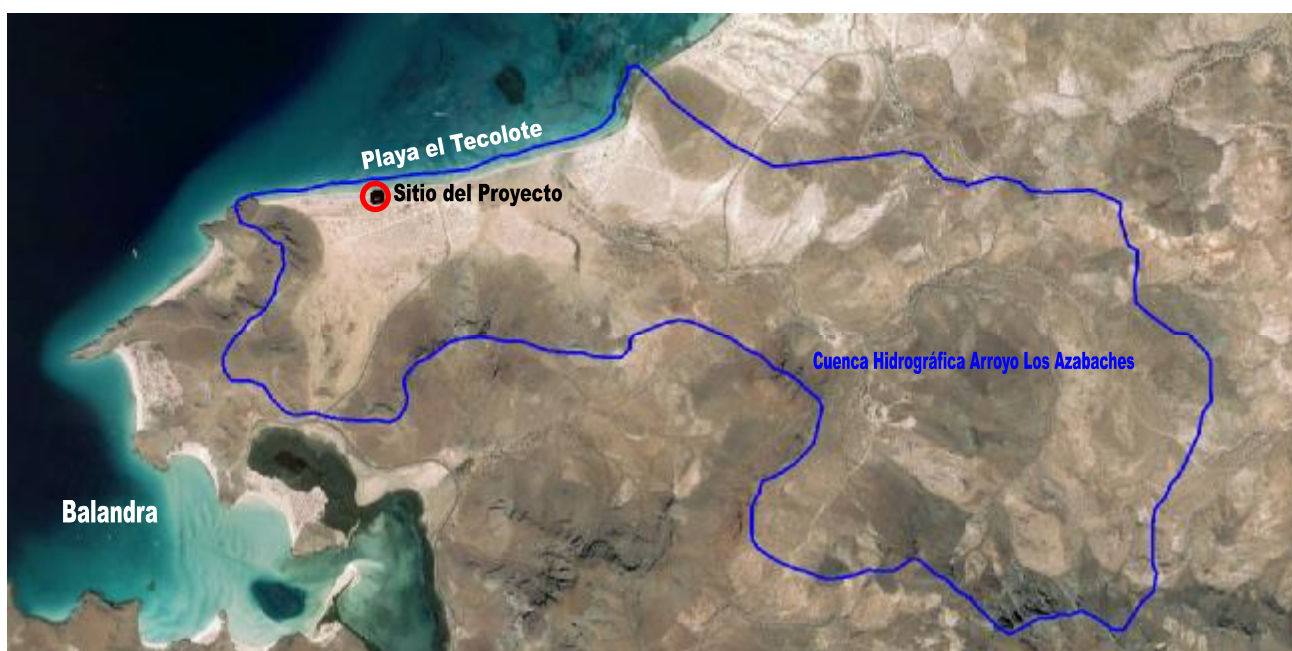 Playa el Tecolote
Sitio del Proyecto
Cuenca Hidrográfica Arroyo Los Azabaches
Balandra